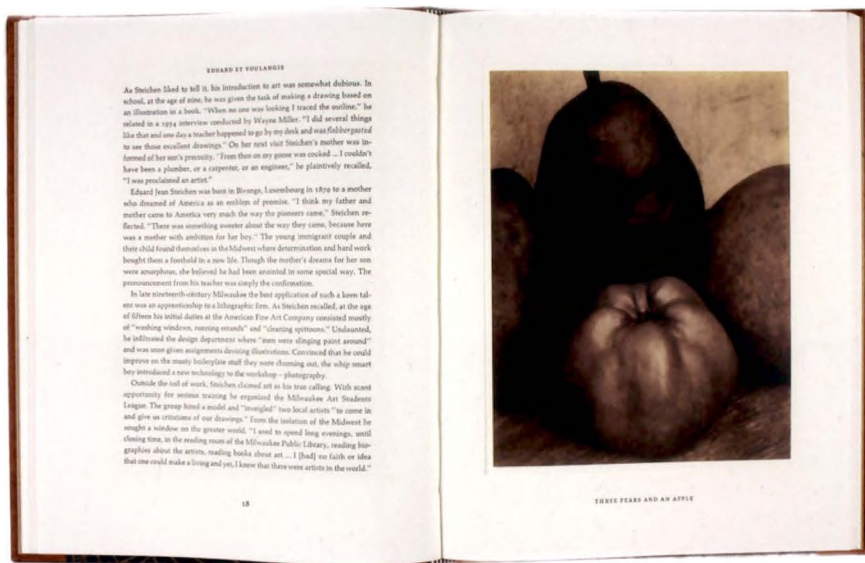 EDUARD ET VOULANGIS
As Steichen liked to tell it, his introduction to art was somewhat dubious. In
school, at the age of nine, he was given the task of making a drawing based on
an illustration in a book. "When no one was looking I traced the outline," he
related in a 1954 interview conducted by Wayne Miller. "I did several things
like that and one day a teacher happened to go by my desk and was flabbergasted
to see those excellent drawings." On her next visit Steichen's mother was in-
formed of her son's precocity. "From then on my goose was cooked ... I couldn't
have been a plumber, or a carpenter, or an engineer," he plaintively recalled,
"I was proclaimed an artist."
Eduard Jean Steichen was born in Bivange, Luxembourg in 1879 to a mother
who dreamed of America as an emblem of promise. "I think my father and
mother came to America very much the way the pioneers came," Steichen re-
flected. "There was something sweeter about the way they came, because here
was a mother with ambition for her boy." The young immigrant couple and
their child found themselves in the Midwest where determination and hard work
bought them a foothold in a new life. Though the mother's dreams for her son
were amorphous, she believed he had been anointed in some special way. The
pronouncement from his teacher was simply the confirmation.
In late nineteenth-century Milwaukee the best application of such a keen tal-
ent was an apprenticeship to a lithographic firm. As Steichen recalled, at the age
of fifteen his initial duties at the American Fine Art Company consisted mostly
of "washing windows, running errands" and "cleaning spittoons." Undaunted,
he infiltrated the design department where "men were slinging paint around"
and was soon given assignments devising illustrations. Convinced that he could
improve on the musty boilerplate stuff they were churning out, the whip smart
boy introduced a new technology to the workshop – photography.
Outside the toil of work, Steichen claimed art as his true calling. With scent
opportunity for serious training he organized the Milwaukee Art Students
League. The group hired a model and "inveigled" two local artists "to come in
and give us criticisms of our drawings." From the isolation of the Midwest he
sought a window on the greater world. "I used to spend long evenings, until
closing time, in the reading room of the Milwaukee Public Library, reading bio-
graphies about the artists, reading books about art ... I [had] no faith or idea
that one could make a living and yet, I knew that there were artists in the world."
18
THREE PEARS AND AN APPLE